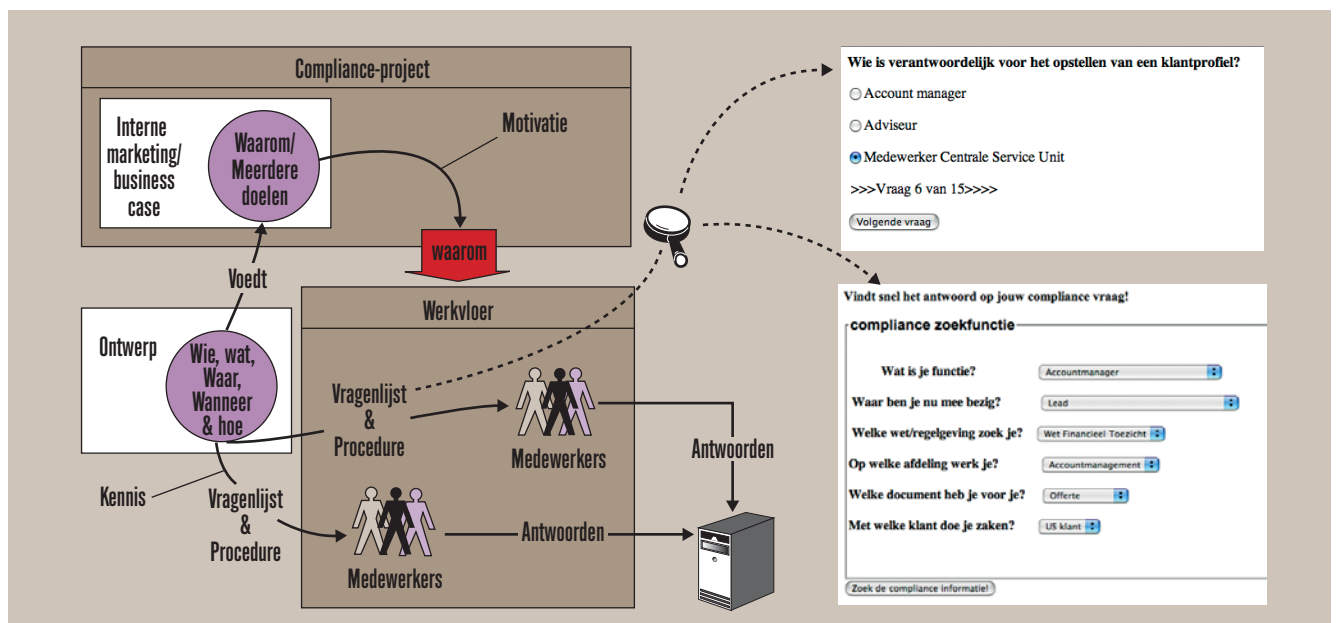 Compliance-project
Interne
marketing/
business
case
Waarom/
Meerdere
doelen
Motivatie
waarom
Voedt
Werkvloer
Ontwerp
Wie, wat,
Waar,
Wanneer
& hoe
Vragenlijst
&
Procedure
Medewerkers
Antwoorden
Kennis
Vragenlijst
&
Procedure
Medewerkers
Antwoorden
Wie is verantwoordelijk voor het opstellen van een klantprofiel?
Account manager
Adviseur
Medewerker Centrale Service Unit
>>>Vraag 6 van 15>>>>
Volgende vraag
Vindt snel het antwoord op jouw compliance vraag!
compliance zoekfunctie
Wat is je functie? Accountmanager
Waar ben je nu mee bezig? Lead
Welke wet/regelgeving zoek je? Wet Financieel Toezicht
Op welke afdeling werk je? Accountmanagement
Welke document heb je voor je? Offerte
Met welke klant doe je zaken? US klant
Zoek de compliance informatie!